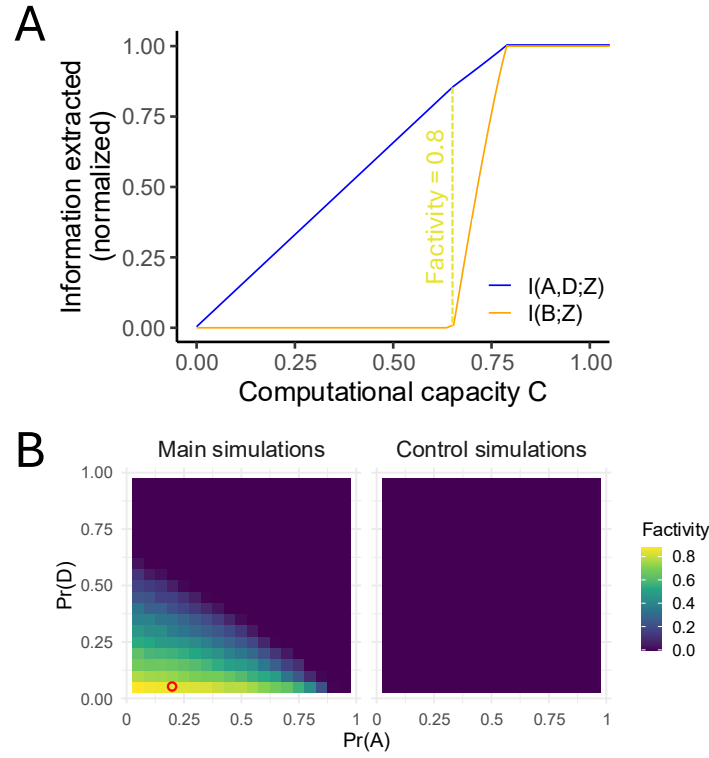 A
Information extracted
(normalized)
1.00
0.75
0.50
0.25
0.00
Factivity = 0.8
I(A,D;Z)
I(B;Z)
0.00 0.25 0.50 0.75 1.00
Computational capacity C
B
Main simulations Control simulations
Pr(D)
1.00
0.75
0.50
0.25
0.00
0 0.25 0.5 0.75 1 0 0.25 0.5 0.75 1
Pr(A)
Factivity
0.8
0.6
0.4
0.2
0.0